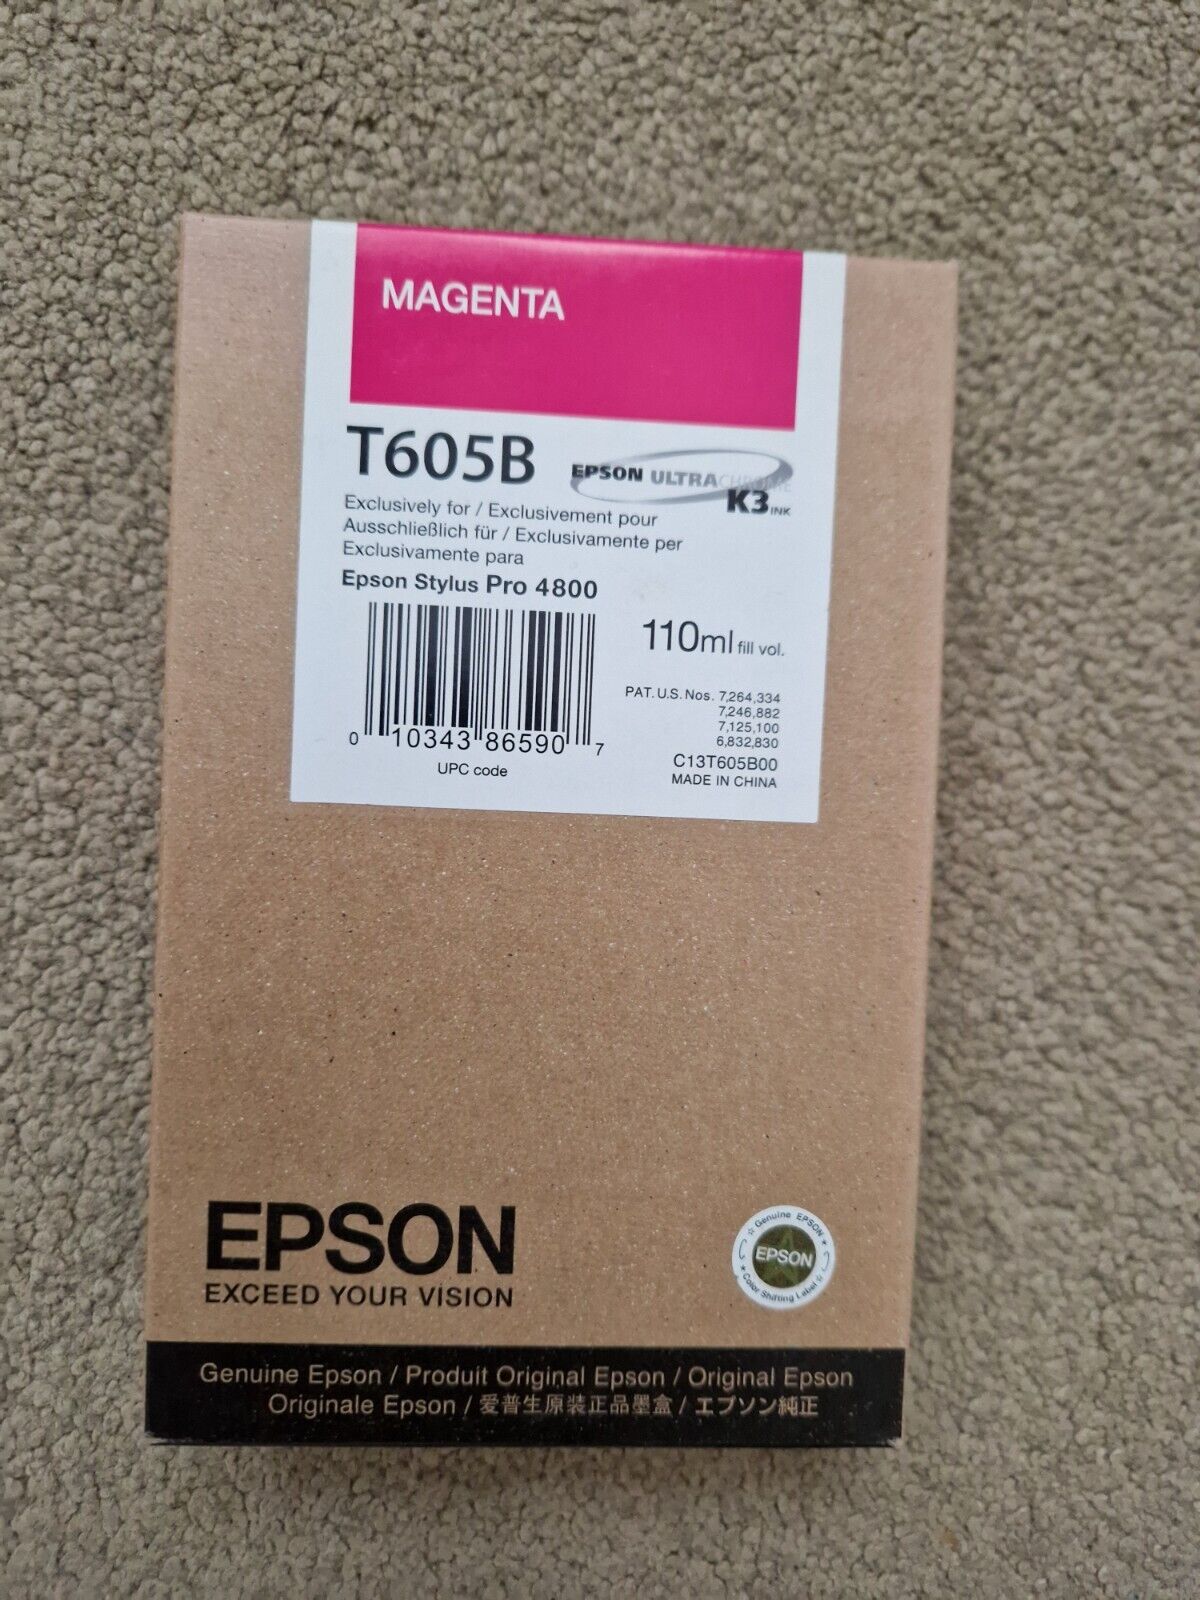 MAGENTA
T605B
EPSON ULTRACHROME
K3 INK
Exclusively for / Exclusivement pour
Ausschließlich für / Exclusivamente per
Exclusivamente para
Epson Stylus Pro 4800
110ml fill vol.
0 10343 86590 7
UPC code
PAT. U.S. Nos. 7,264,334
7,246,882
7,125,100
6,832,830
C13T605B00
MADE IN CHINA
EPSON
EXCEED YOUR VISION
Genuine EPSON
EPSON
Color Shifting Label
Genuine Epson / Produit Original Epson / Original Epson
Originale Epson / 爱普生原装正品墨盒 / エプソン純正